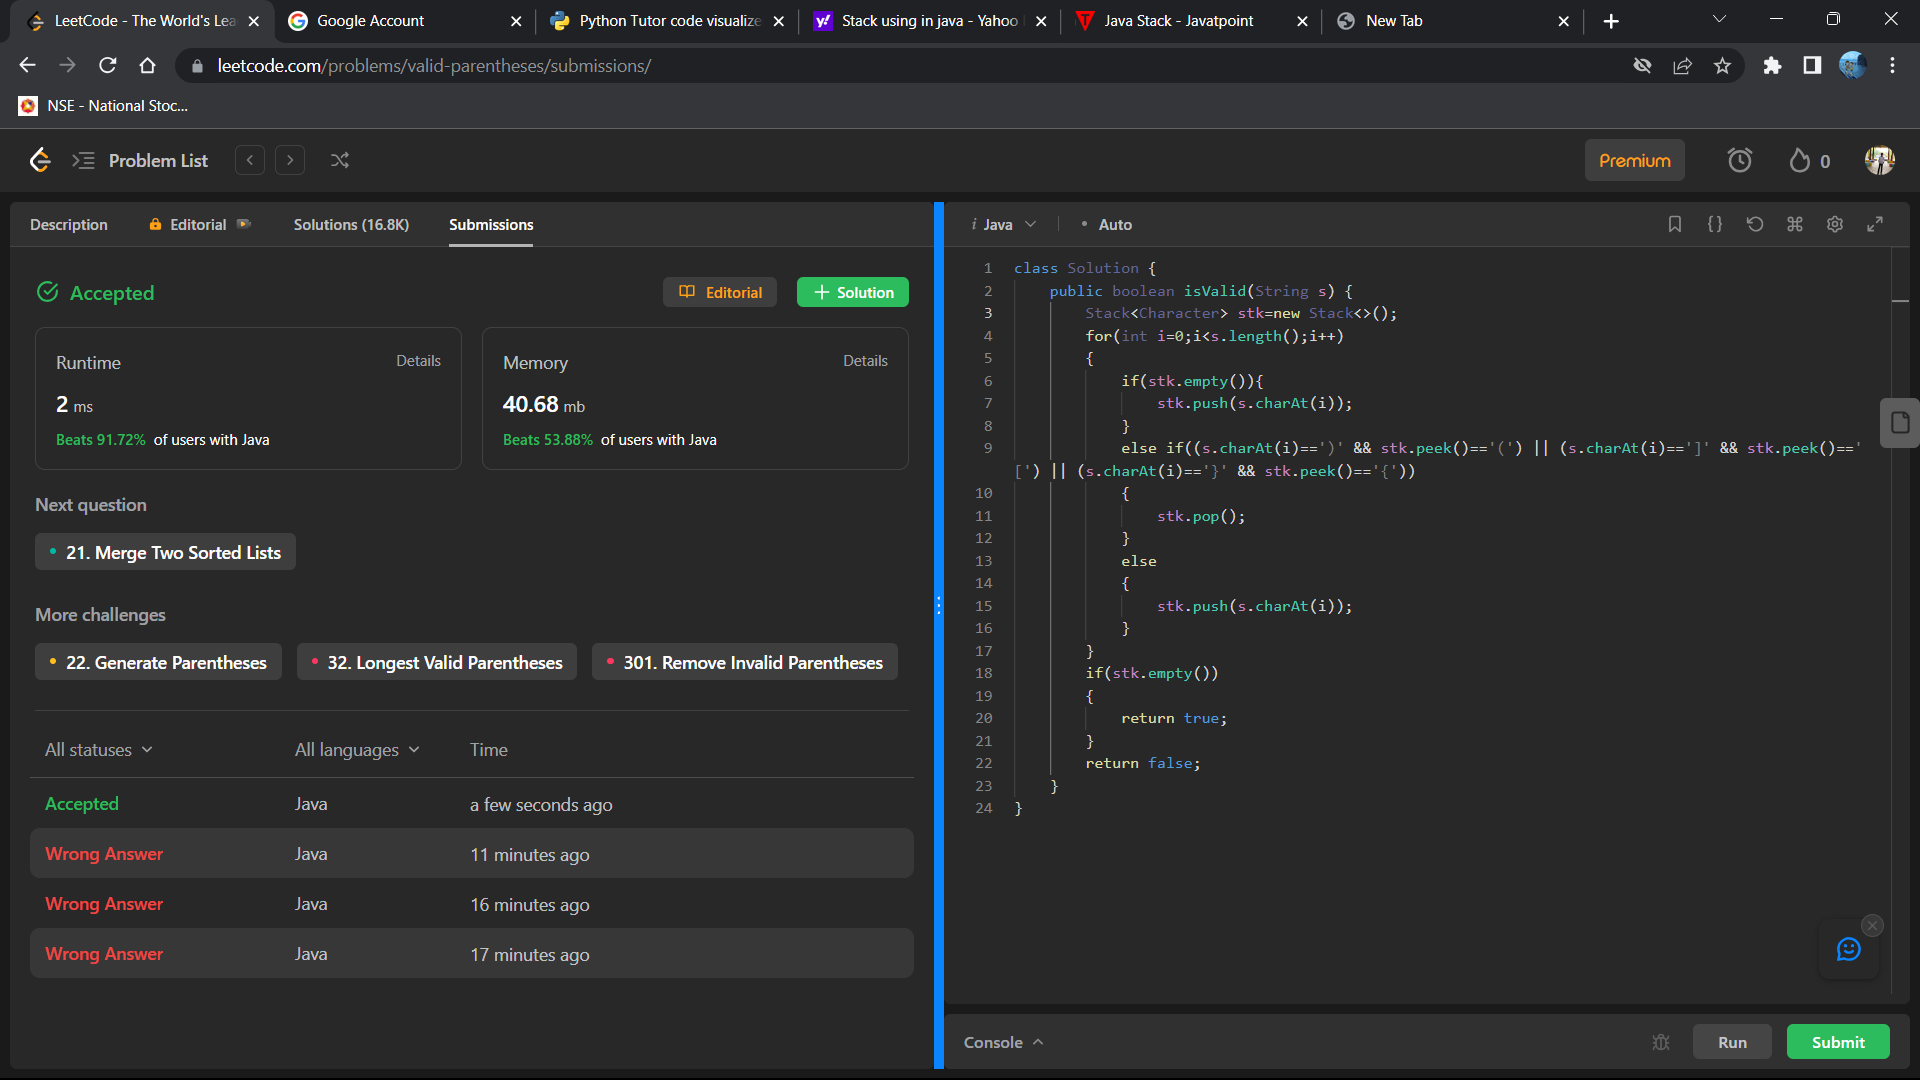 LeetCode - The World's Lea
Google Account
Python Tutor code visualize
Stack using in java - Yahoo
Java Stack - Javatpoint
New Tab
leetcode.com/problems/valid-parentheses/submissions/
NSE - National Stoc...
Problem List
Premium
0
Description
Editorial
Solutions (16.8K)
Submissions
Accepted
Editorial
+ Solution
Runtime
Details
2 ms
Beats 91.72% of users with Java
Memory
Details
40.68 mb
Beats 53.88% of users with Java
Next question
21. Merge Two Sorted Lists
More challenges
22. Generate Parentheses
32. Longest Valid Parentheses
301. Remove Invalid Parentheses
All statuses
All languages
Time
Accepted Java a few seconds ago
Wrong Answer Java 11 minutes ago
Wrong Answer Java 16 minutes ago
Wrong Answer Java 17 minutes ago
i Java
• Auto
1 class Solution {
2 public boolean isValid(String s) {
3 Stack<Character> stk=new Stack<>();
4 for(int i=0;i<s.length();i++)
5 {
6 if(stk.empty()){
7 stk.push(s.charAt(i));
8 }
9 else if((s.charAt(i)==')' && stk.peek()=='(') || (s.charAt(i)==']' && stk.peek()=='
[') || (s.charAt(i)=='}' && stk.peek()=='{'))
10 {
11 stk.pop();
12 }
13 else
14 {
15 stk.push(s.charAt(i));
16 }
17 }
18 if(stk.empty())
19 {
20 return true;
21 }
22 return false;
23 }
24 }
Console
Run
Submit